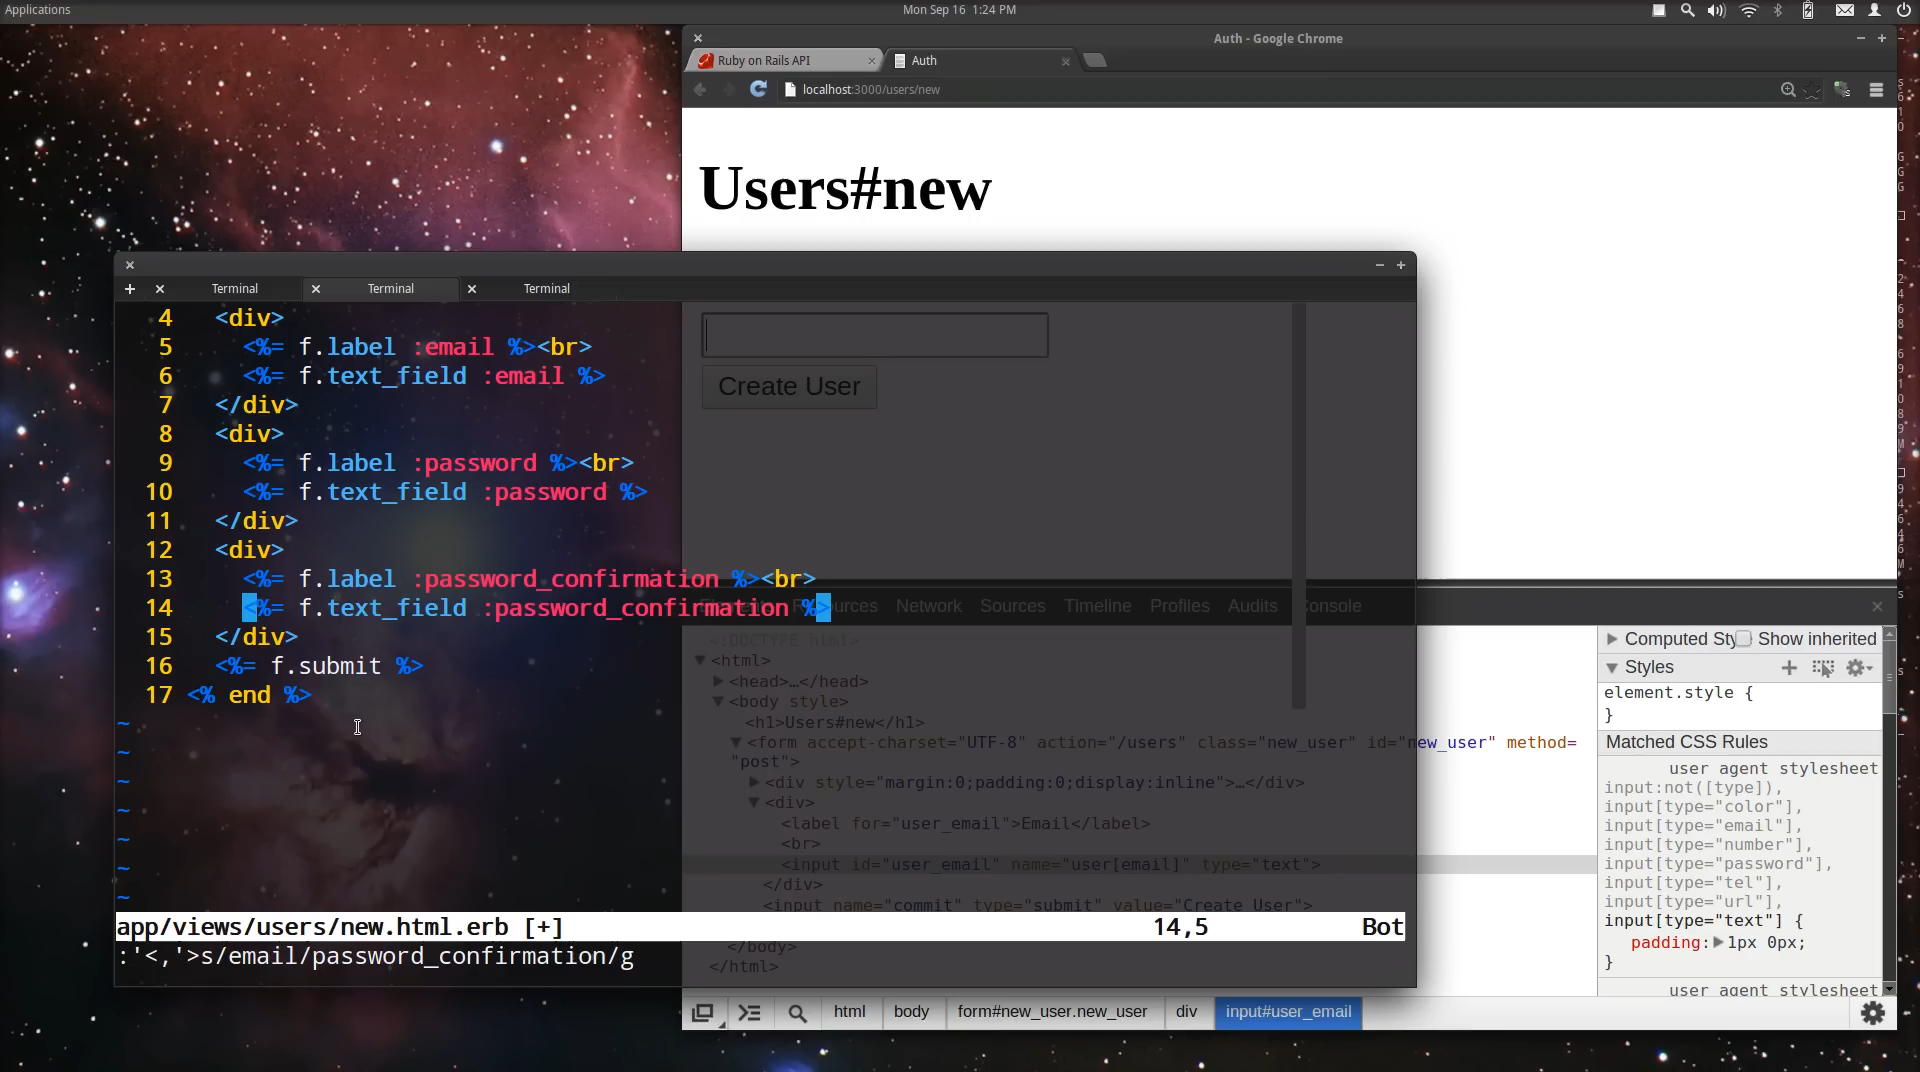 Applications
Mon Sep 16 1:24 PM
Auth - Google Chrome
Ruby on Rails API
Auth
localhost:3000/users/new
Users#new
Terminal
Terminal
Terminal
4 <div>
5 <%= f.label :email %><br>
6 <%= f.text_field :email %>
7 </div>
8 <div>
9 <%= f.label :password %><br>
10 <%= f.text_field :password %>
11 </div>
12 <div>
13 <%= f.label :password_confirmation %><br>
14 <%= f.text_field :password_confirmation %>
15 </div>
16 <%= f.submit %>
17 <% end %>
~
~
~
~
~
~
~
app/views/users/new.html.erb [+] 14,5 Bot
:'<,'>s/email/password_confirmation/g
Create User
Network Sources Timeline Profiles Audits Console
<!DOCTYPE html>
<html>
<head>…</head>
<body style>
<h1>Users#new</h1>
<form accept-charset="UTF-8" action="/users" class="new_user" id="new_user" method=
"post">
<div style="margin:0;padding:0;display:inline">…</div>
<div>
<label for="user_email">Email</label>
<br>
<input id="user_email" name="user[email]" type="text">
</div>
<input name="commit" type="submit" value="Create User">
</body>
</html>
Show inherited
Styles
element.style {
}
Matched CSS Rules
user agent stylesheet
input:not([type]),
input[type="color"],
input[type="email"],
input[type="number"],
input[type="password"],
input[type="tel"],
input[type="url"],
input[type="text"] {
padding: 1px 0px;
}
user agent stylesheet
html body form#new_user.new_user div input#user_email